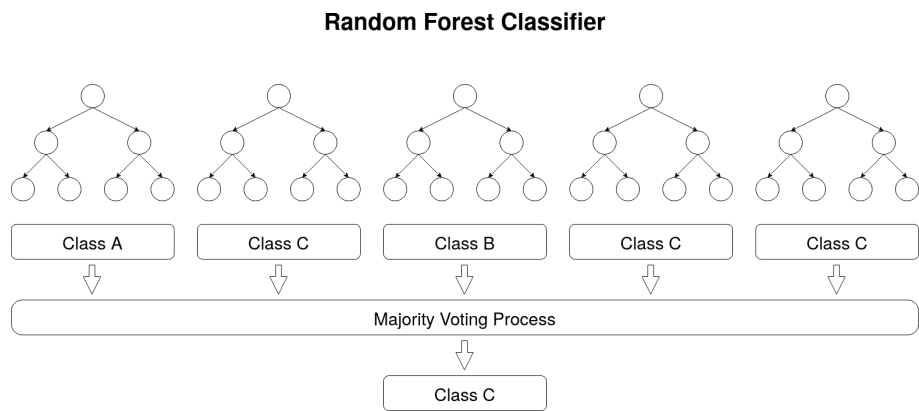 Random Forest Classifier
Class A
Class C
Class B
Class C
Class C
Majority Voting Process
Class C